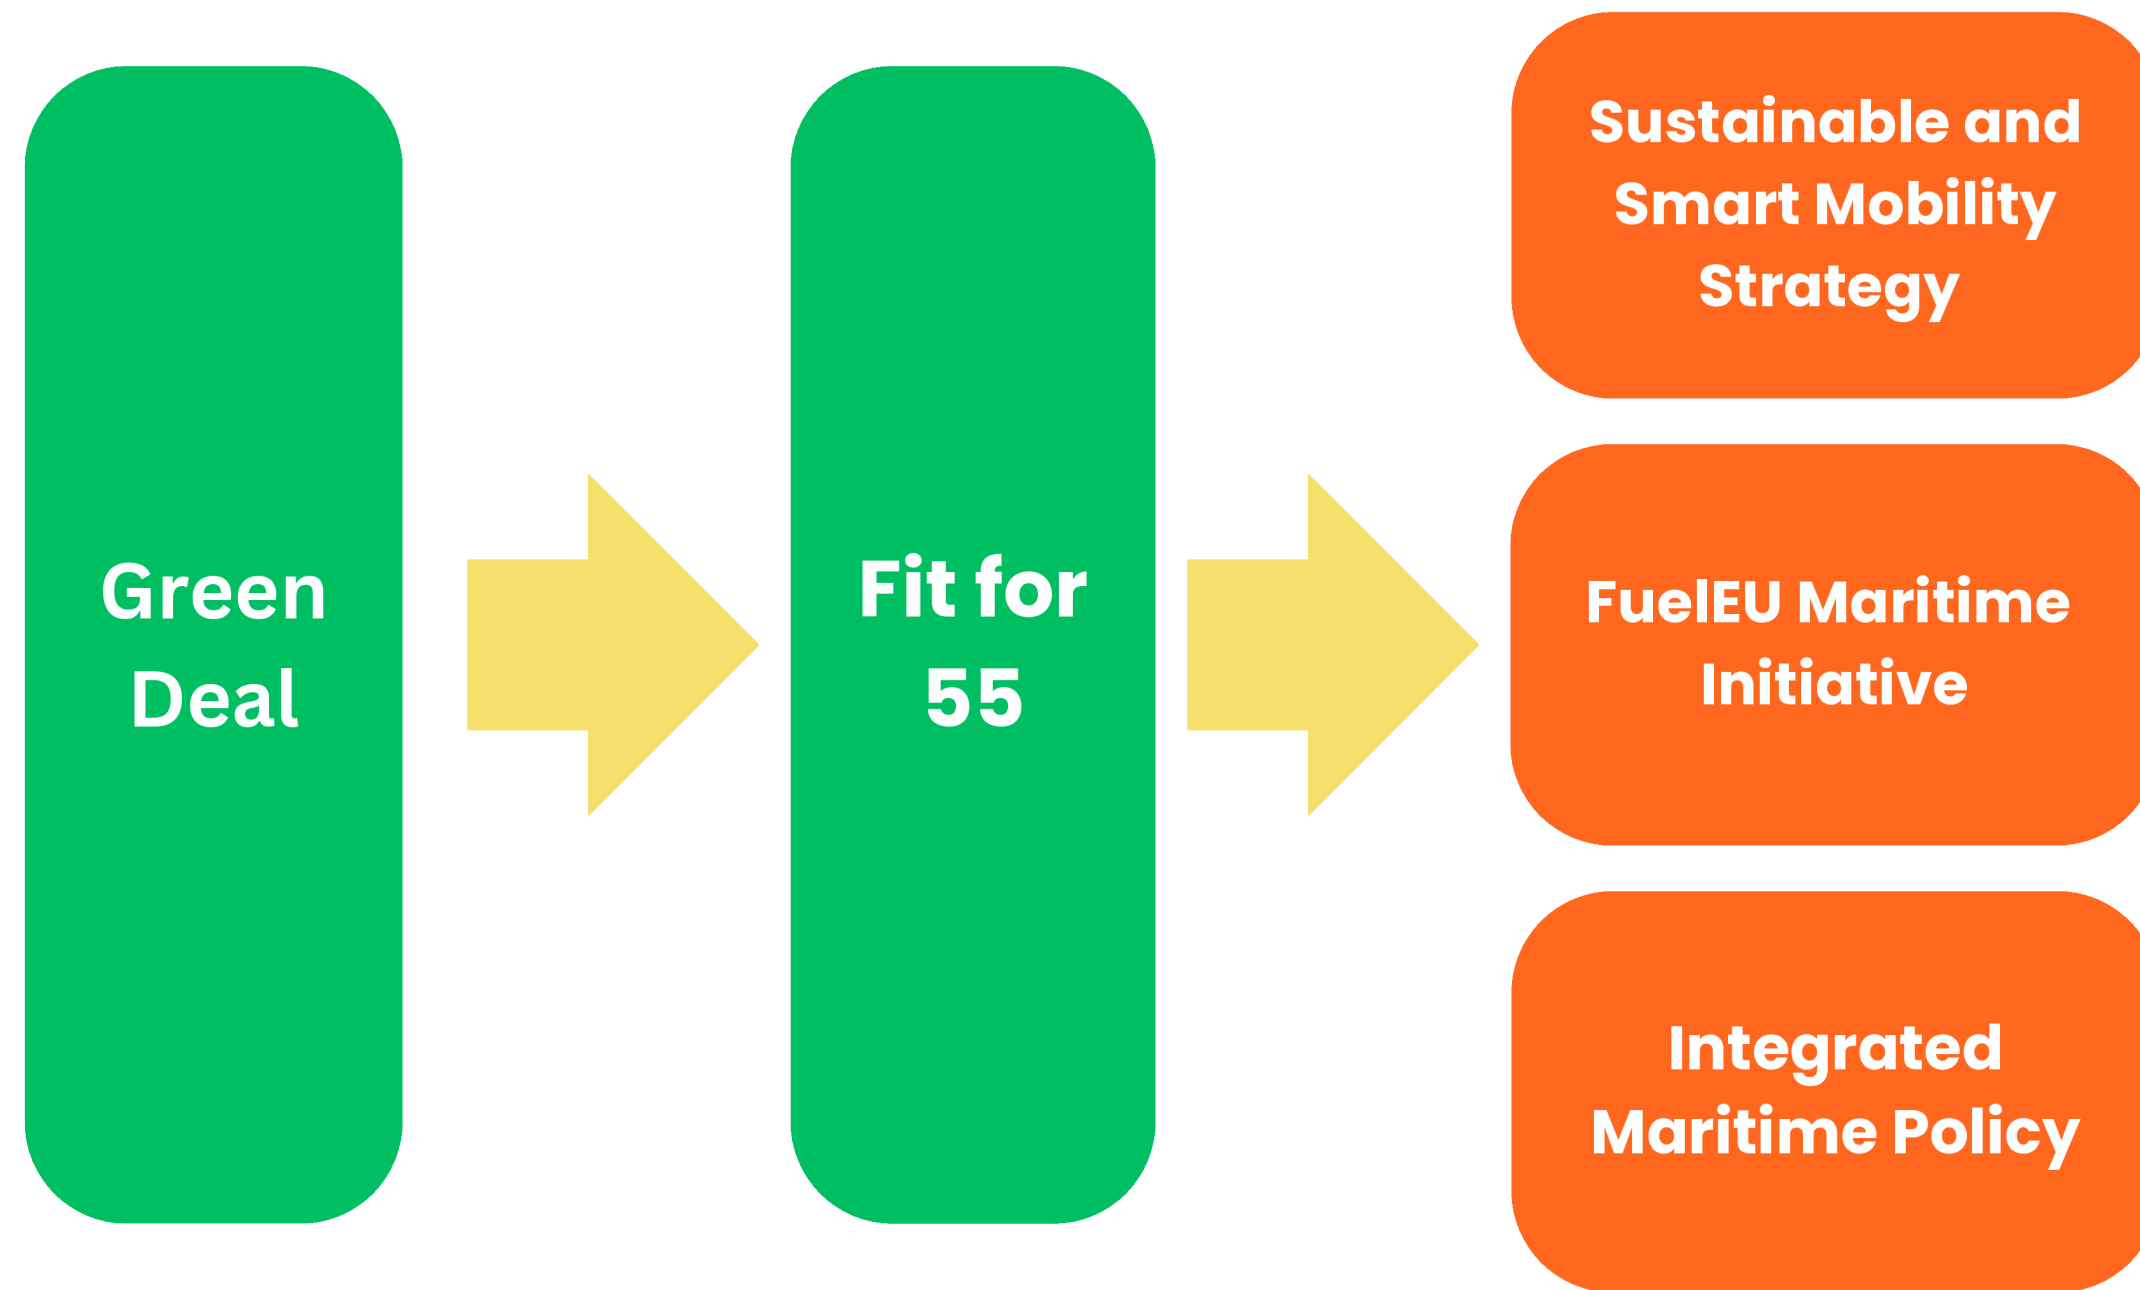 Green
Deal
Fit for
55
Sustainable and
Smart Mobility
Strategy
FuelEU Maritime
Initiative
Integrated
Maritime Policy